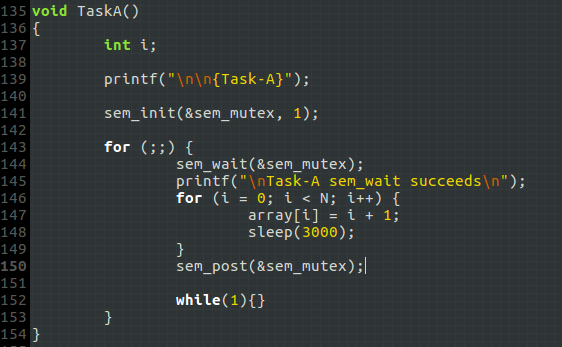 135 void TaskA()
136 {
137         int i;
138
139         printf("\n\n{Task-A}");
140
141         sem_init(&sem_mutex, 1);
142
143         for (;;) {
144                 sem_wait(&sem_mutex);
145                 printf("\nTask-A sem_wait succeeds\n");
146                 for (i = 0; i < N; i++) {
147                         array[i] = i + 1;
148                         sleep(3000);
149                 }
150                 sem_post(&sem_mutex);
151
152                 while(1){}
153         }
154 }